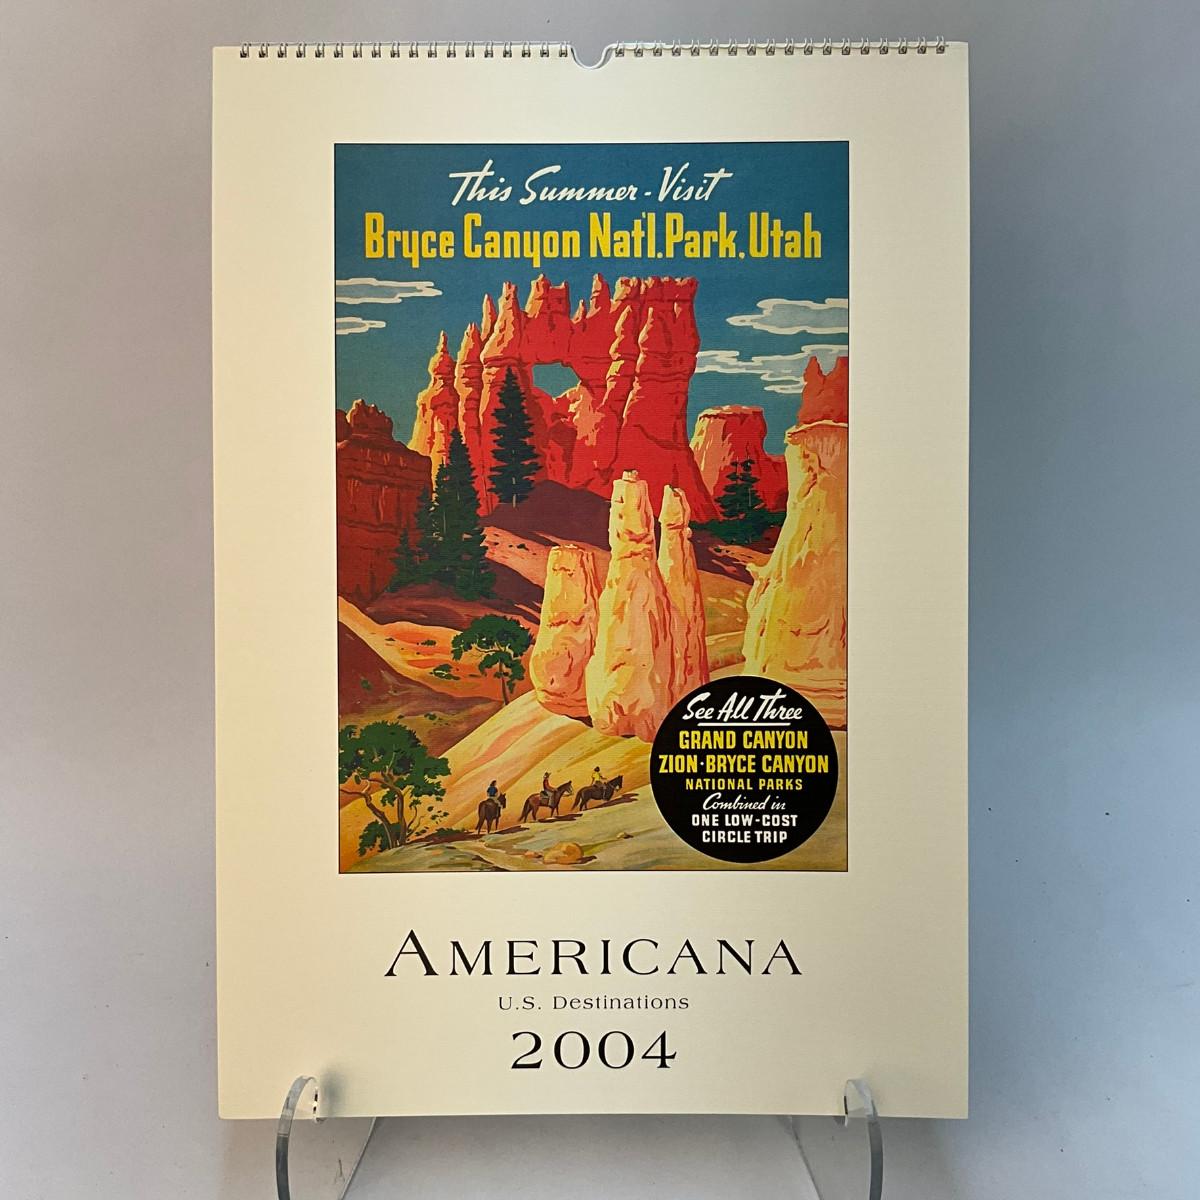 This Summer-Visit
Bryce Canyon Nat'l.Park,Utah
See All Three
GRAND CANYON
ZION·BRYCE CANYON
NATIONAL PARKS
Combined in
ONE LOW-COST
CIRCLE TRIP
AMERICANA
U.S. Destinations
2004